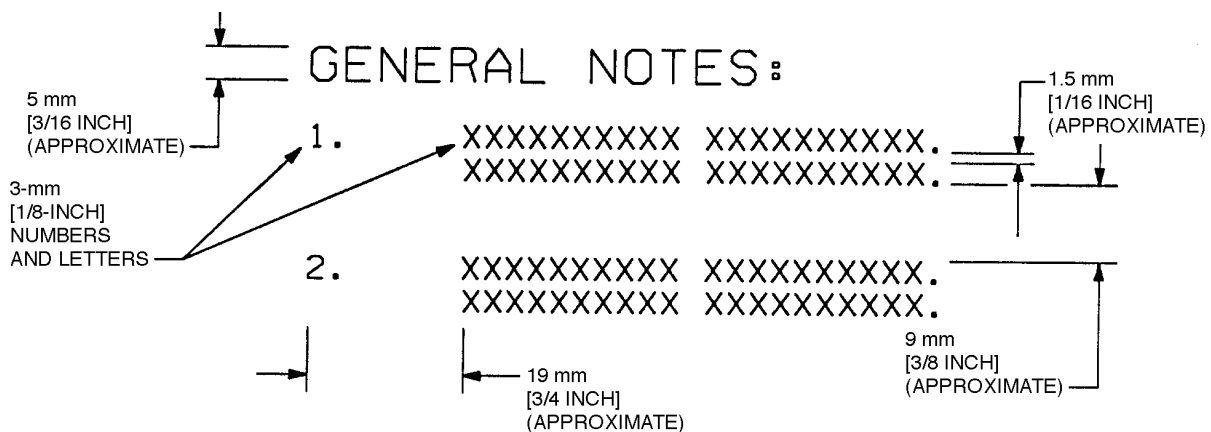 GENERAL NOTES:
5 mm
[3/16 INCH]
(APPROXIMATE)
1.5 mm
[1/16 INCH]
(APPROXIMATE)
1. XXXXXXXXXX XXXXXXXXXX.
XXXXXXXXXX XXXXXXXXXX.
3-mm
[1/8-INCH]
NUMBERS
AND LETTERS
2. XXXXXXXXXX XXXXXXXXXX.
XXXXXXXXXX XXXXXXXXXX.
9 mm
[3/8 INCH]
(APPROXIMATE)
19 mm
[3/4 INCH]
(APPROXIMATE)